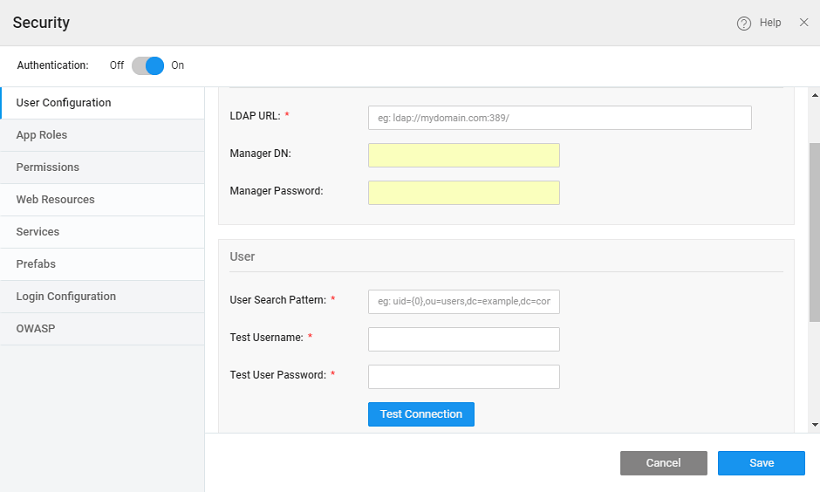 Security
Help
Authentication: Off On
User Configuration
App Roles
Permissions
Web Resources
Services
Prefabs
Login Configuration
OWASP
LDAP URL: *
eg: ldap://mydomain.com:389/
Manager DN:
Manager Password:
User
User Search Pattern: *
eg: uid={0},ou=users,dc=example,dc=cor
Test Username: *
Test User Password: *
Test Connection
Cancel
Save